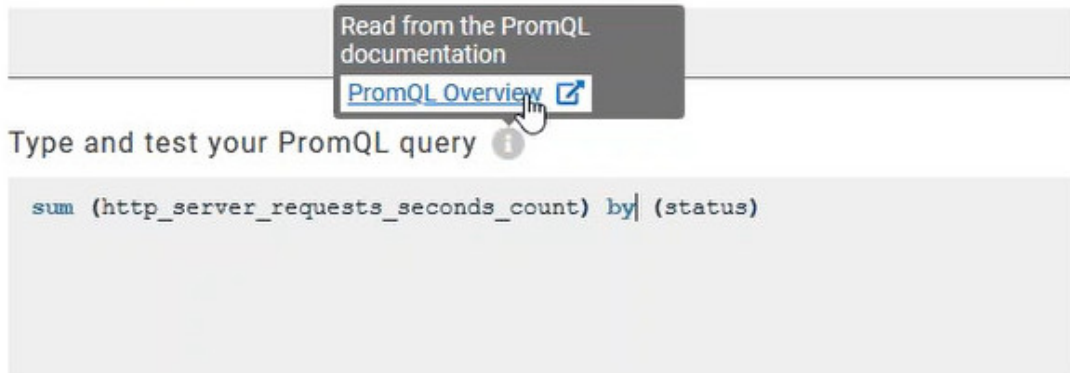 Read from the PromQL
documentation
PromQL Overview
Type and test your PromQL query
sum (http_server_requests_seconds_count) by (status)